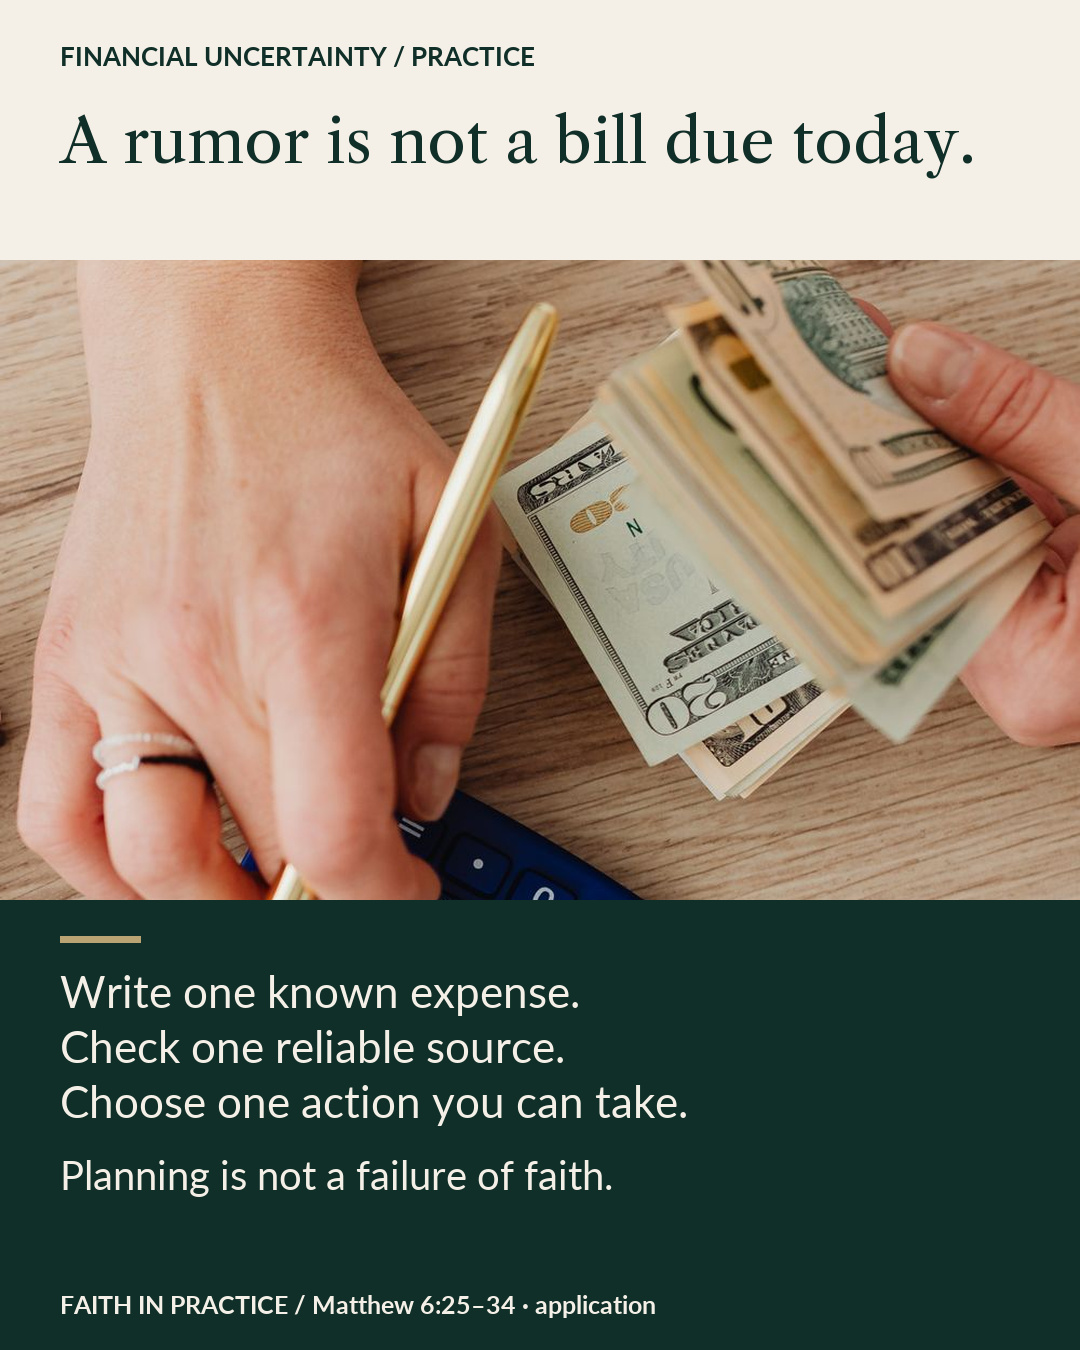 FINANCIAL UNCERTAINTY / PRACTICE
A rumor is not a bill due today.
20
Write one known expense.
Check one reliable source.
Choose one action you can take.
Planning is not a failure of faith.
FAITH IN PRACTICE / Matthew 6:25–34 · application